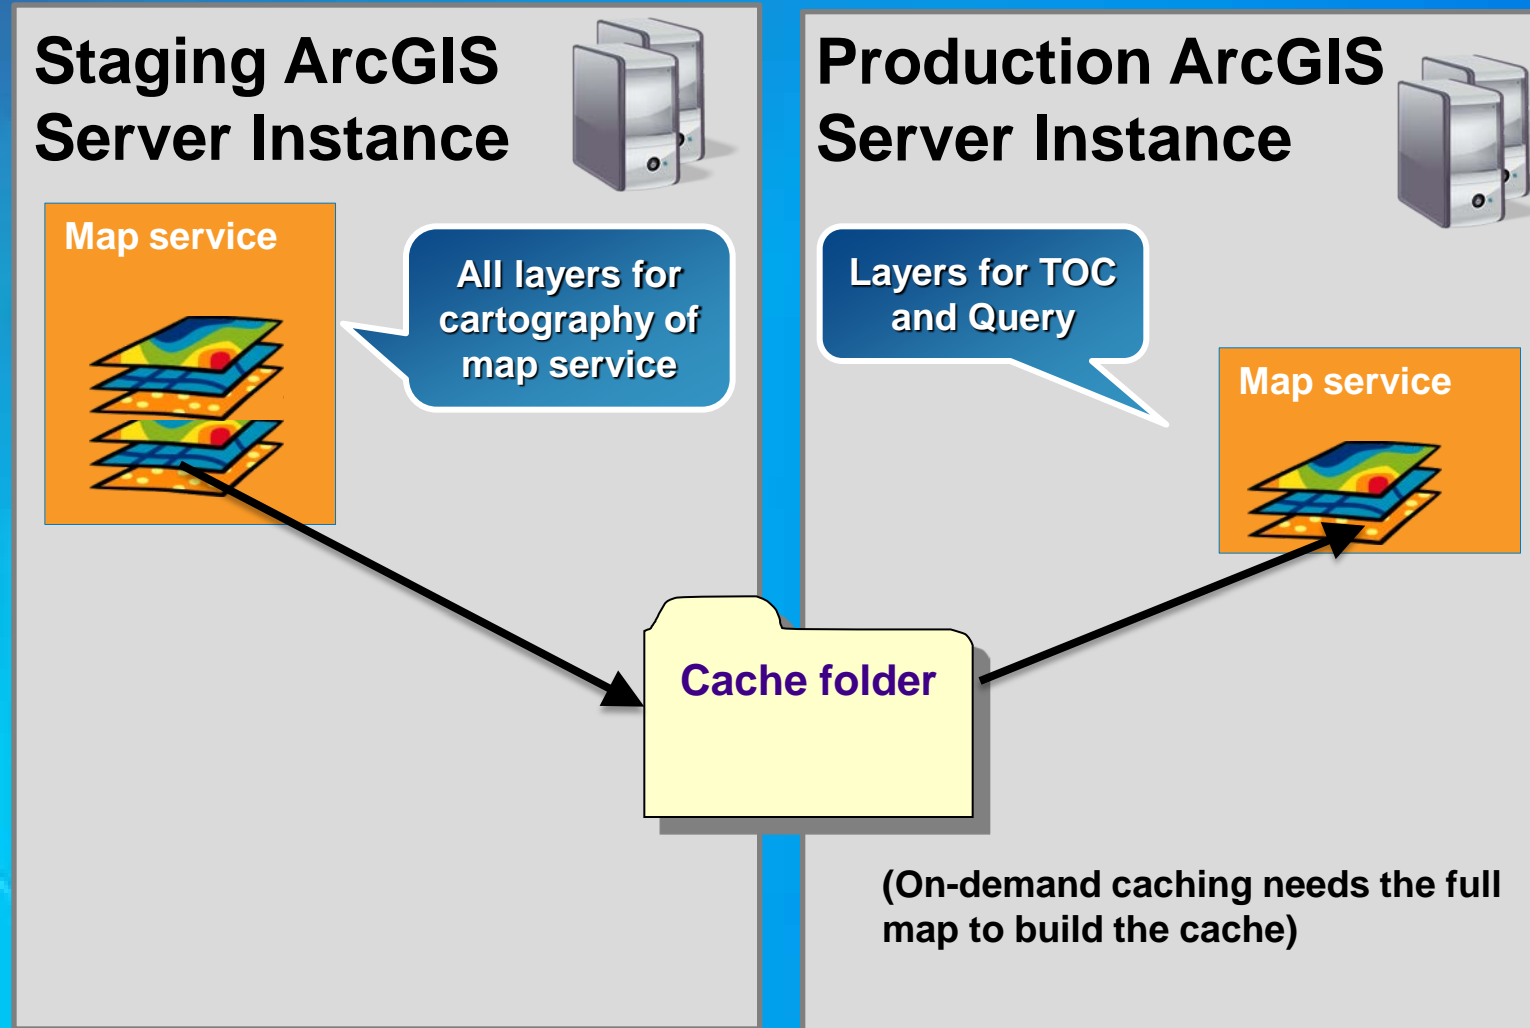 Staging ArcGIS
Server Instance
Map service
All layers for
cartography of
map service
Production ArcGIS
Server Instance
Layers for TOC
and Query
Map service
Cache folder
(On-demand caching needs the full
map to build the cache)